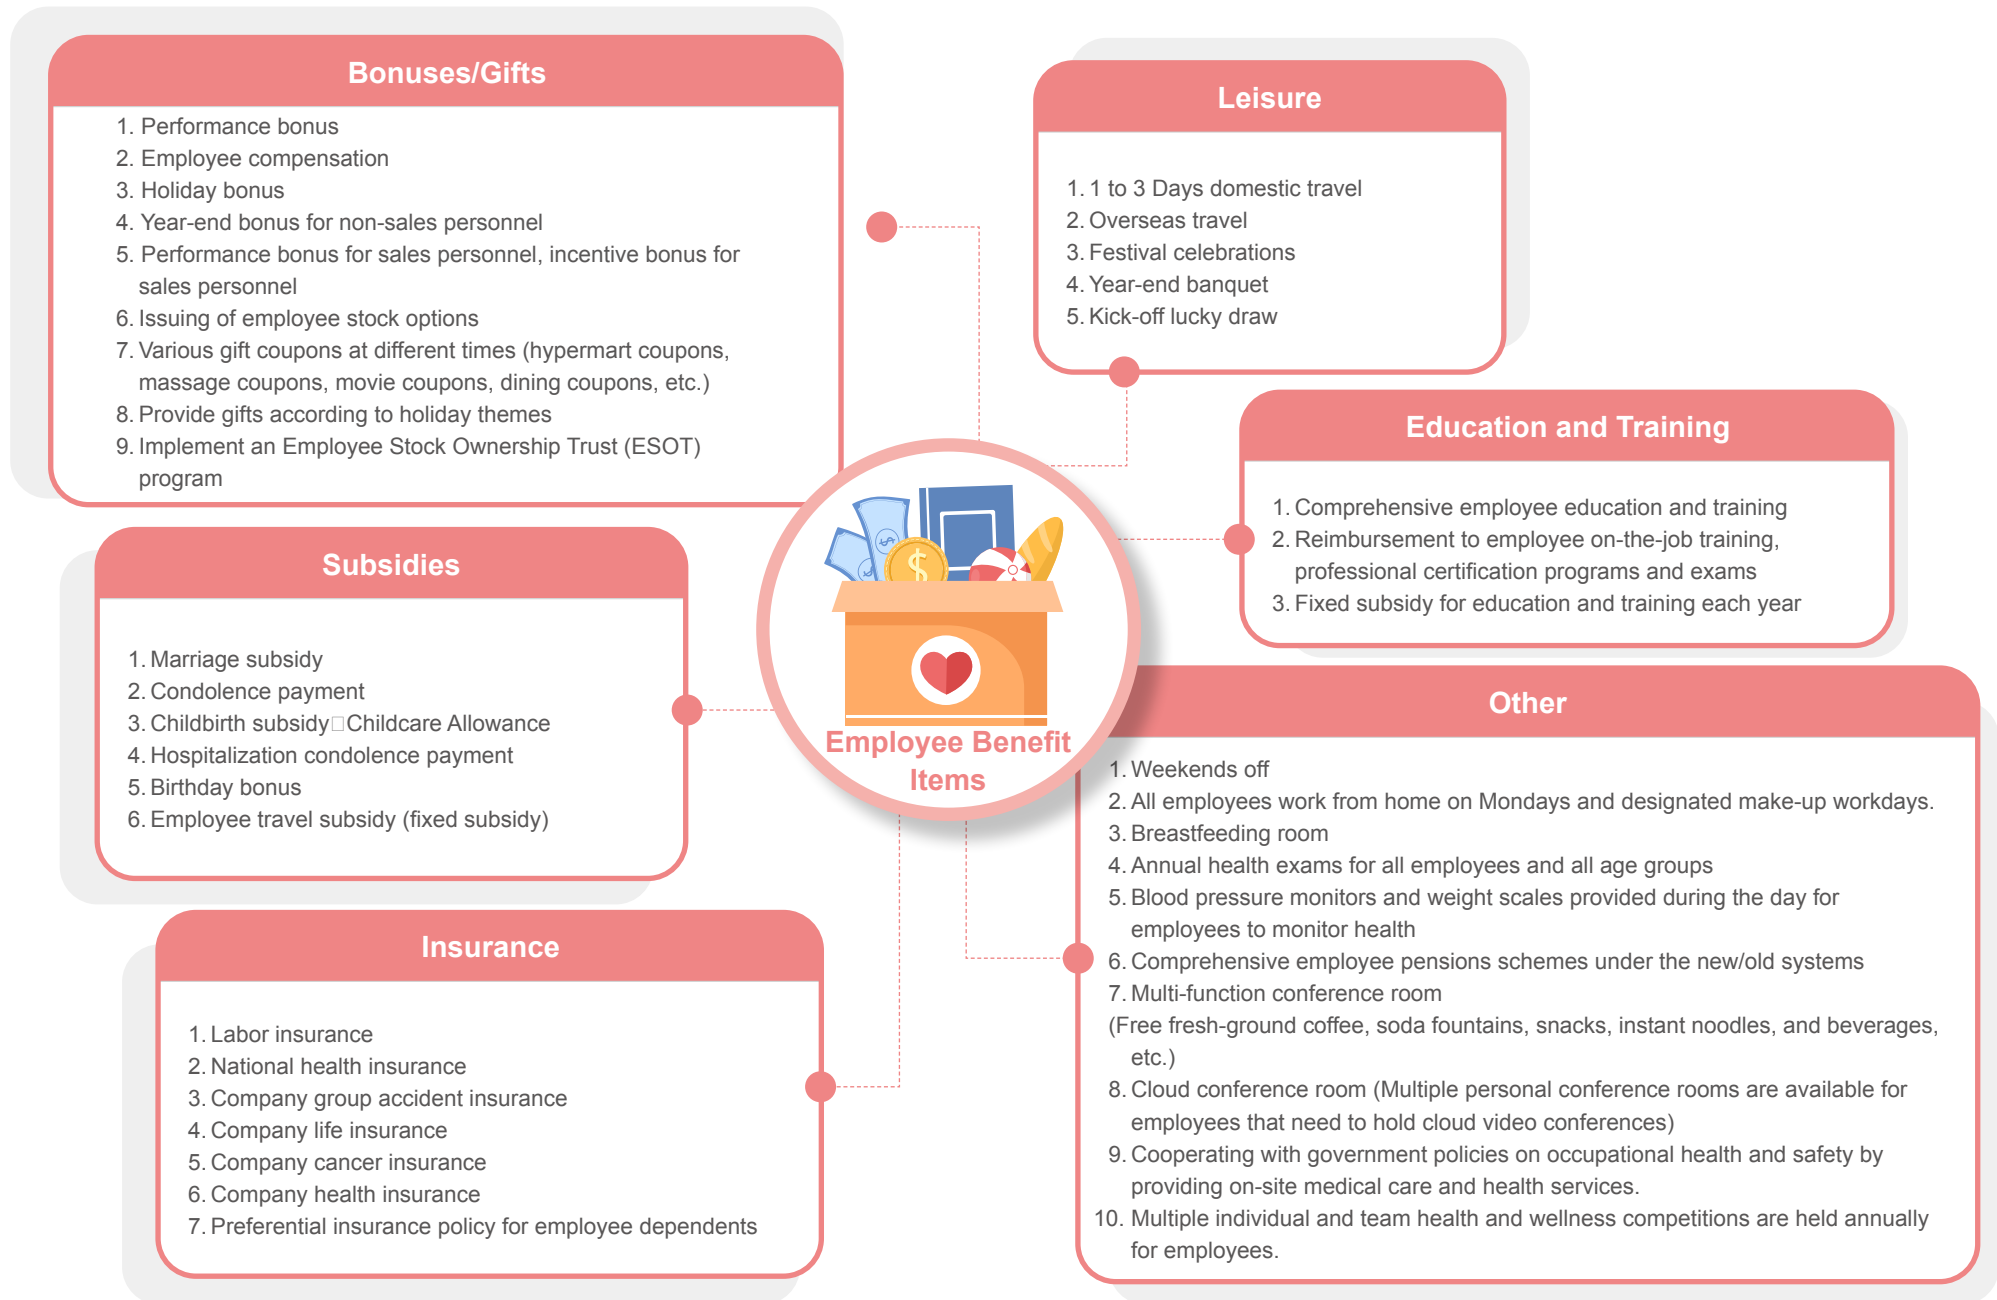 Bonuses/Gifts
1. Performance bonus
2. Employee compensation
3. Holiday bonus
4. Year-end bonus for non-sales personnel
5. Performance bonus for sales personnel, incentive bonus for
sales personnel
6. Issuing of employee stock options
7. Various gift coupons at different times (hypermart coupons,
massage coupons, movie coupons, dining coupons, etc.)
8. Provide gifts according to holiday themes
9. Implement an Employee Stock Ownership Trust (ESOT)
program
Leisure
1. 1 to 3 Days domestic travel
2. Overseas travel
3. Festival celebrations
4. Year-end banquet
5. Kick-off lucky draw
Education and Training
1. Comprehensive employee education and training
2. Reimbursement to employee on-the-job training,
professional certification programs and exams
3. Fixed subsidy for education and training each year
Subsidies
1. Marriage subsidy
2. Condolence payment
3. Childbirth subsidy□Childcare Allowance
4. Hospitalization condolence payment
5. Birthday bonus
6. Employee travel subsidy (fixed subsidy)
Employee Benefit
Items
Other
1. Weekends off
2. All employees work from home on Mondays and designated make-up workdays.
3. Breastfeeding room
4. Annual health exams for all employees and all age groups
5. Blood pressure monitors and weight scales provided during the day for
employees to monitor health
6. Comprehensive employee pensions schemes under the new/old systems
7. Multi-function conference room
(Free fresh-ground coffee, soda fountains, snacks, instant noodles, and beverages,
etc.)
8. Cloud conference room (Multiple personal conference rooms are available for
employees that need to hold cloud video conferences)
9. Cooperating with government policies on occupational health and safety by
providing on-site medical care and health services.
10. Multiple individual and team health and wellness competitions are held annually
for employees.
Insurance
1. Labor insurance
2. National health insurance
3. Company group accident insurance
4. Company life insurance
5. Company cancer insurance
6. Company health insurance
7. Preferential insurance policy for employee dependents